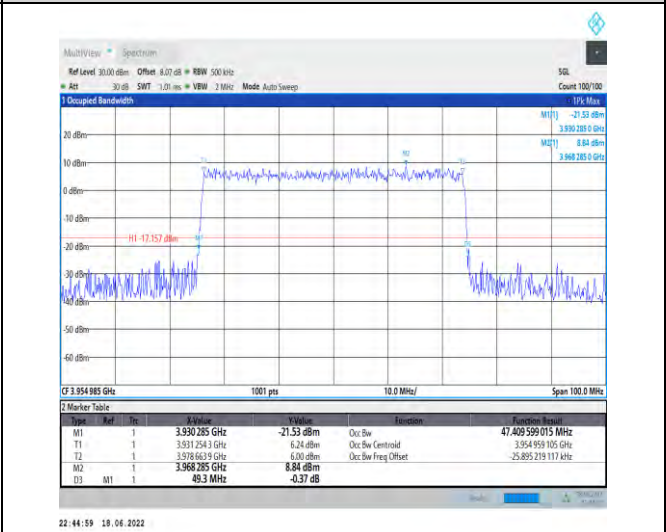 MultiView Spectrum
Ref Level 30.00 dBm Offset 8.07 dB RBW 500 kHz SGL
Att 30 dB SWT 1.01 ms VBW 2 MHz Mode Auto Sweep Count 100/100
1 Occupied Bandwidth 1Pk Max
M1[1] -21.53 dBm
3.930 285 0 GHz
M2[1] 8.84 dBm
3.968 285 0 GHz
20 dBm
10 dBm
0 dBm
-10 dBm
H1 -17.157 dBm
-20 dBm
-30 dBm
-40 dBm
-50 dBm
-60 dBm
T1
M2
T2
M1
D3
CF 3.954 985 GHz 1001 pts 10.0 MHz/ Span 100.0 MHz
2 Marker Table
Type Ref Trc X-Value Y-Value Function Function Result
M1 1 3.930 285 GHz -21.53 dBm Occ Bw 47.409 599 015 MHz
T1 1 3.931 254 3 GHz 6.24 dBm Occ Bw Centroid 3.954 959 105 GHz
T2 1 3.978 663 9 GHz 6.00 dBm Occ Bw Freq Offset -25.895 219 117 kHz
M2 1 3.968 285 GHz 8.84 dBm
D3 M1 1 49.3 MHz -0.37 dB
22:44:59 18.06.2022